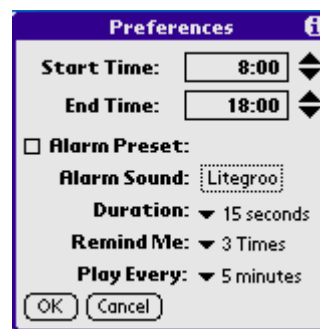 Preferences i
Start Time: 8:00
End Time: 18:00
Alarm Preset:
Alarm Sound: Litegroo
Duration: 15 seconds
Remind Me: 3 Times
Play Every: 5 minutes
OK Cancel